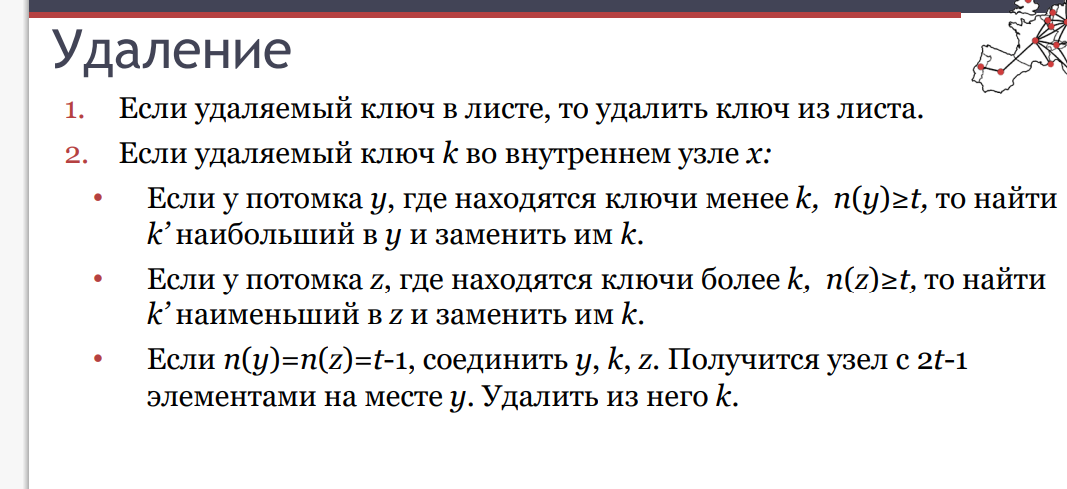 Удаление
1. Если удаляемый ключ в листе, то удалить ключ из листа.
2. Если удаляемый ключ k во внутреннем узле x:
• Если у потомка y, где находятся ключи менее k, n(y)≥t, то найти
k’ наибольший в y и заменить им k.
• Если у потомка z, где находятся ключи более k, n(z)≥t, то найти
k’ наименьший в z и заменить им k.
• Если n(y)=n(z)=t-1, соединить y, k, z. Получится узел с 2t-1
элементами на месте y. Удалить из него k.